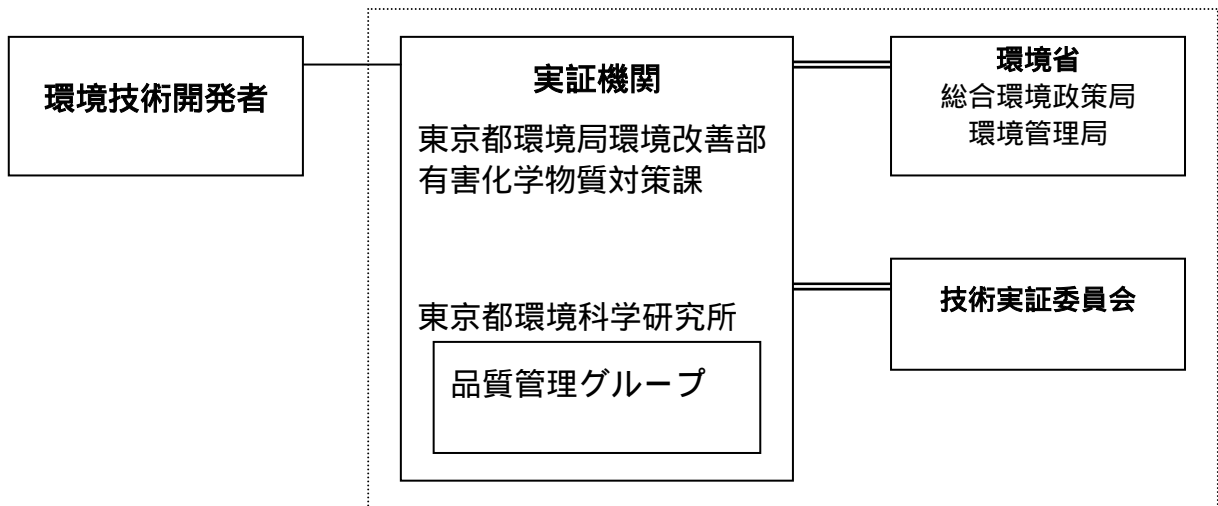 環境技術開発者
実証機関
東京都環境局環境改善部
有害化学物質対策課
東京都環境科学研究所
品質管理グループ
環境省
総合環境政策局
環境管理局
技術実証委員会